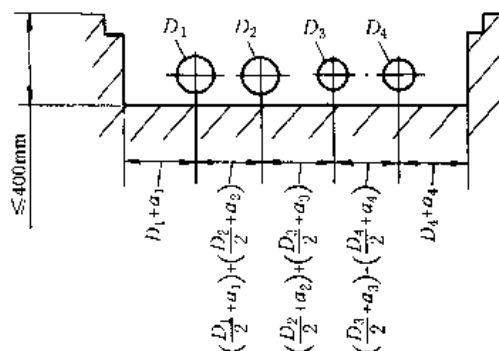 D₁ D₂ D₃ D₄
≤400mm
D₁+a₁
(D₁/2+a₁)+(D₂/2+a₂)
(D₂/2+a₂)+(D₃/2+a₃)
(D₃/2+a₃)-(D₄/2+a₄)
D₄+a₄